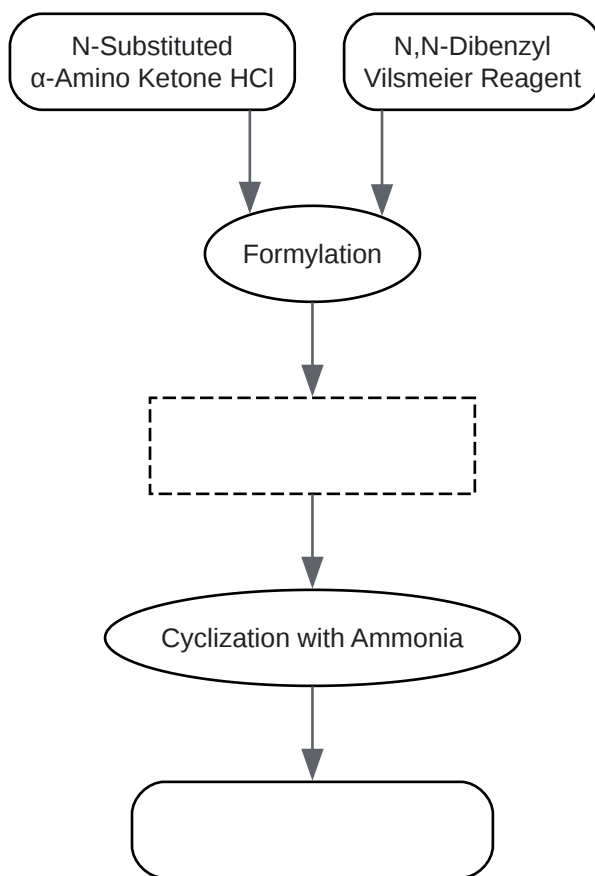 N-Substituted
α-Amino Ketone HCl
N,N-Dibenzyl
Vilsmeier Reagent
Formylation
Cyclization with Ammonia